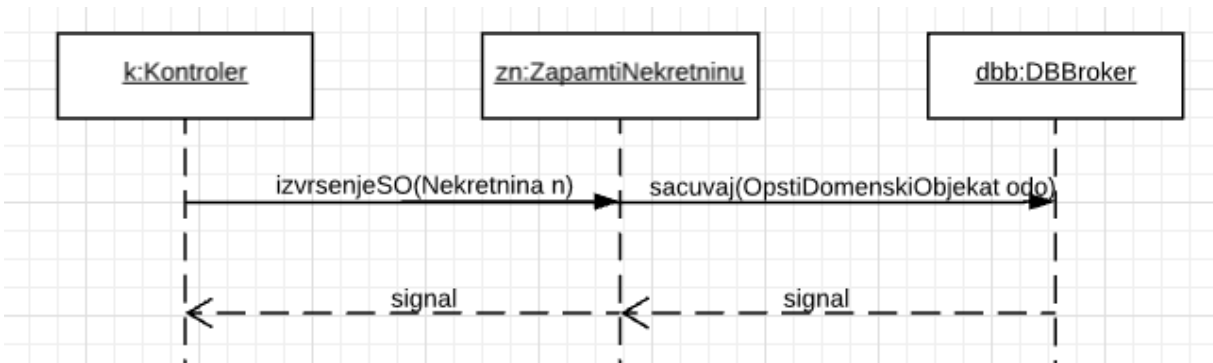 k:Kontroler
zn:ZapamtiNekretninu
dbb:DBBroker
izvrsenjeSO(Nekretnina n)
sacuvaj(OpstiDomenskiObjekat odo)
signal
signal